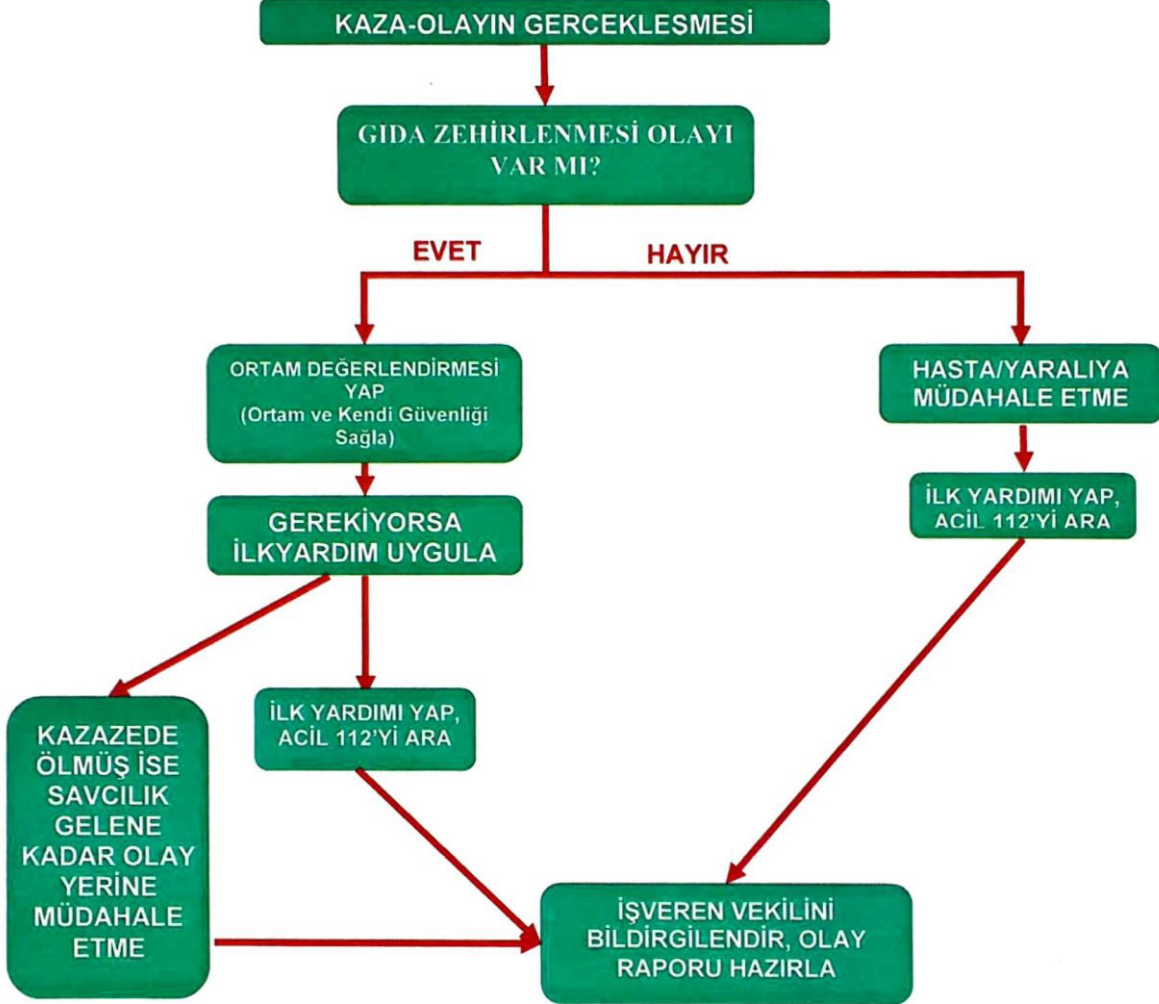 KAZA-OLAYIN GERCEKLESMESİ
GIDA ZEHİRLENMESİ OLAYI
VAR MI?
EVET
HAYIR
ORTAM DEĞERLENDİRMESİ
YAP
(Ortam ve Kendi Güvenliği
Sağla)
HASTA/YARALIYA
MÜDAHALE ETME
GEREKİYORSA
İLKYARDIM UYGULA
İLK YARDIMI YAP,
ACİL 112'Yİ ARA
KAZAZEDE
ÖLMÜŞ İSE
SAVCILIK
GELENE
KADAR OLAY
YERİNE
MÜDAHALE
ETME
İLK YARDIMI YAP,
ACİL 112'Yİ ARA
İŞVEREN VEKİLİNİ
BİLDİRGİLENDİR, OLAY
RAPORU HAZIRLA